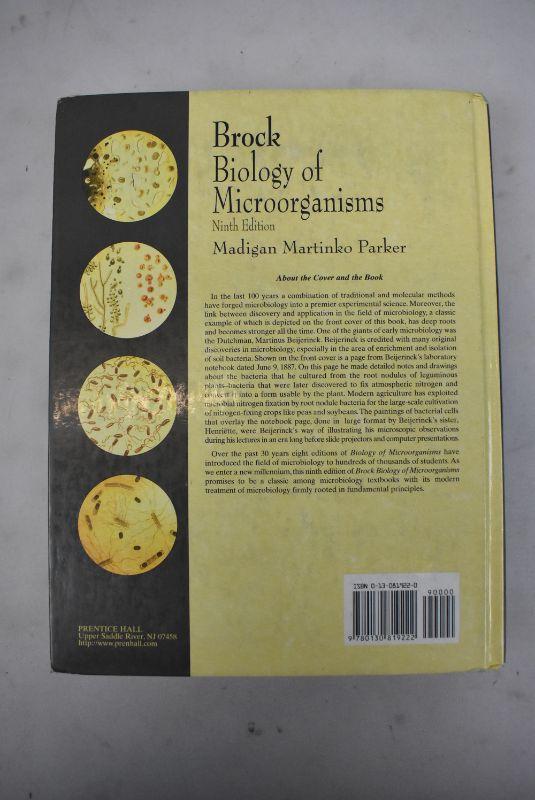 Brock
Biology of
Microorganisms
Ninth Edition
Madigan Martinko Parker
About the Cover and the Book
In the last 100 years a combination of traditional and molecular methods
have forged microbiology into a premier experimental science. Moreover, the
link between discovery and application in the field of microbiology, a classic
example of which is depicted on the front cover of this book, has deep roots
and becomes stronger all the time. One of the giants of early microbiology was
the Dutchman, Martinus Beijerinck. Beijerinck is credited with many original
discoveries in microbiology, especially in the area of enrichment and isolation
of soil bacteria. Shown on the front cover is a page from Beijerinck's laboratory
notebook dated June 9, 1887. On this page he made detailed notes and drawings
about the bacteria that he cultured from the root nodules of leguminous
plants–bacteria that were later discovered to fix atmospheric nitrogen and
convert it into a form usable by the plant. Modern agriculture has exploited
microbial nitrogen fixation by root nodule bacteria for the large-scale cultivation
of nitrogen-fixing crops like peas and soybeans. The paintings of bacterial cells
that overlay the notebook page, done in large format by Beijerinck's sister,
Henriëtte, were Beijerinck's way of illustrating his microscopic observations
during his lectures in an era long before slide projectors and computer presentations.
Over the past 30 years eight editions of Biology of Microorganisms have
introduced the field of microbiology to hundreds of thousands of students. As
we enter a new millennium, this ninth edition of Brock Biology of Microorganisms
promises to be a classic among microbiology textbooks with its modern
treatment of microbiology firmly rooted in fundamental principles.
PRENTICE HALL
Upper Saddle River, NJ 07458
http://www.prenhall.com
ISBN 0-13-081922-0
90000
9 780130 819222